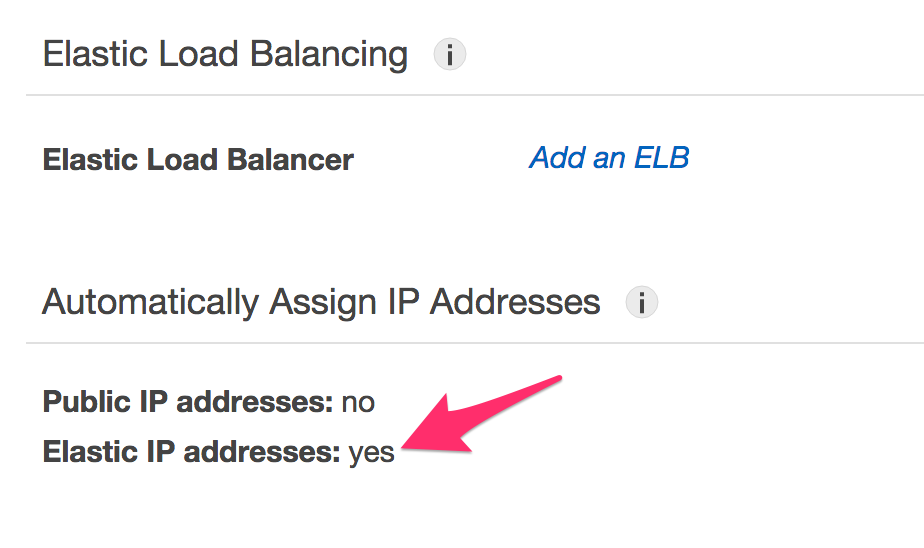 Elastic Load Balancing i
Elastic Load Balancer Add an ELB
Automatically Assign IP Addresses i
Public IP addresses: no
Elastic IP addresses: yes